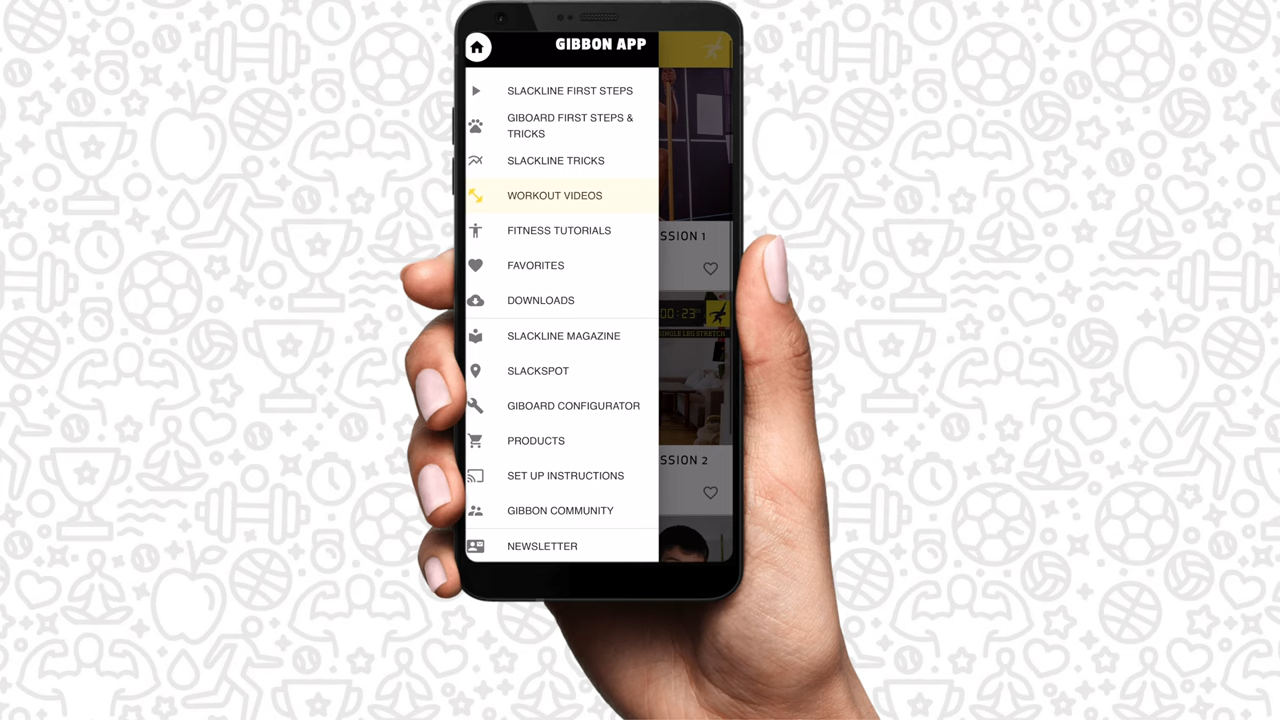 GIBBON APP
SLACKLINE FIRST STEPS
GIBOARD FIRST STEPS &
TRICKS
SLACKLINE TRICKS
WORKOUT VIDEOS
SSION 1
FITNESS TUTORIALS
FAVORITES
DOWNLOADS
00:23
SINGLE LEG STRETCH
SLACKLINE MAGAZINE
SLACKSPOT
GIBOARD CONFIGURATOR
PRODUCTS
SSION 2
SET UP INSTRUCTIONS
GIBBON COMMUNITY
NEWSLETTER